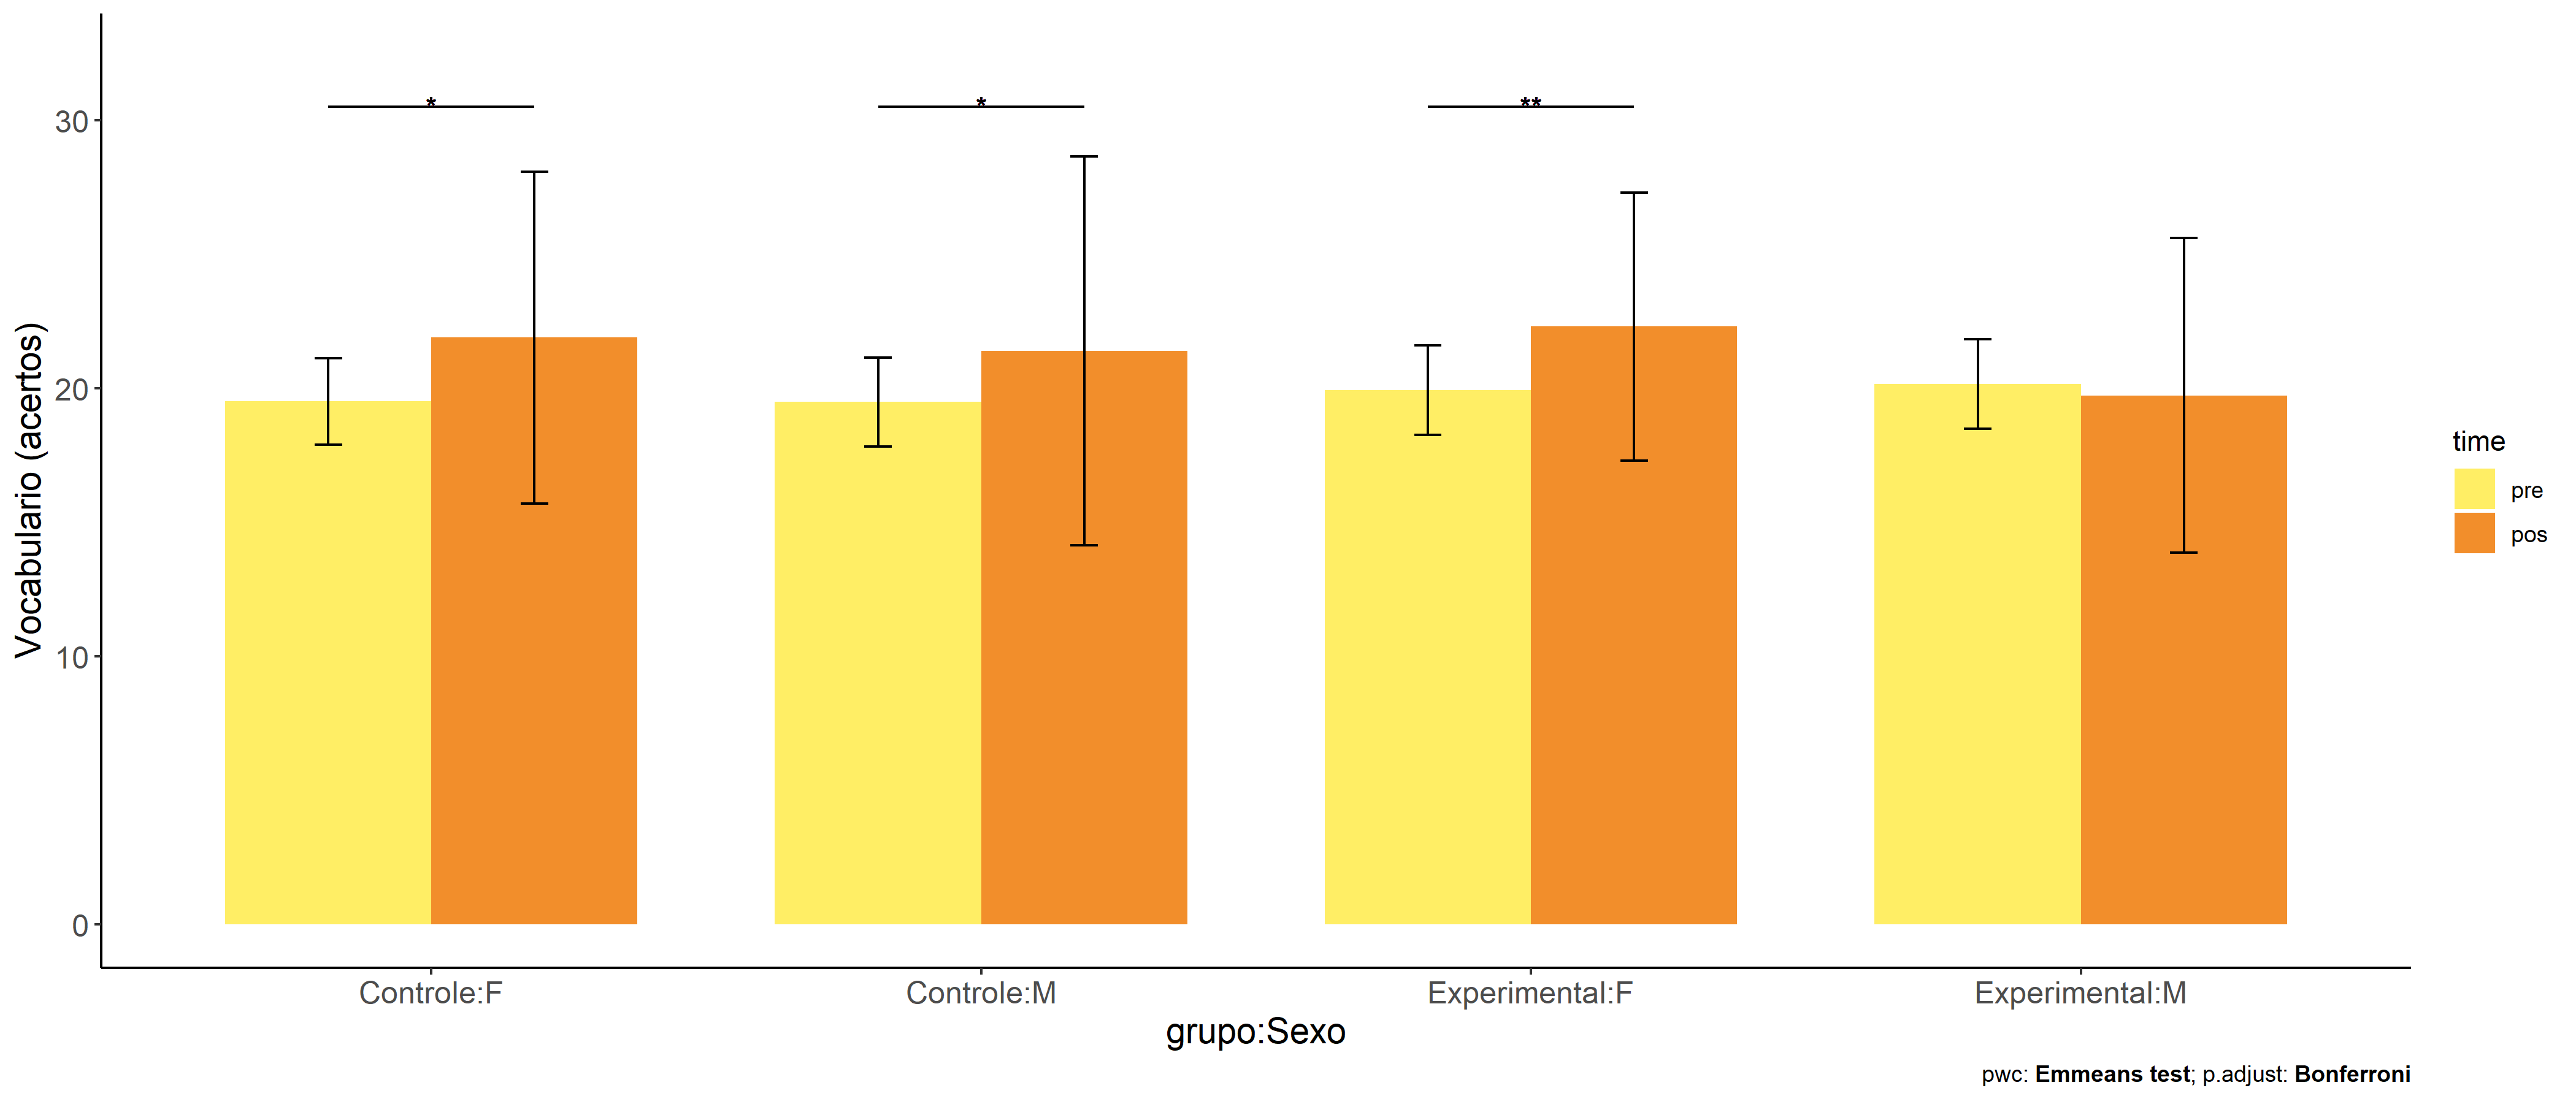 * * **
30
20
10
0
Vocabulario (acertos)
Controle:F Controle:M Experimental:F Experimental:M
grupo:Sexo
time
pre
pos
pwc: Emmeans test; p.adjust: Bonferroni